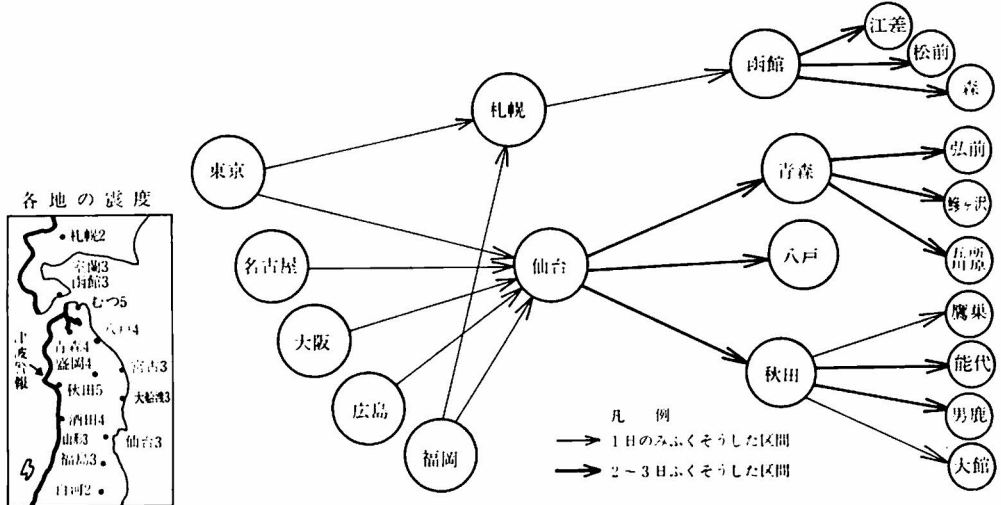 江差
松前
森
函館
札幌
東京
弘前
青森
鰺ヶ沢
五所川原
名古屋
仙台
八戸
大阪
鷹巣
能代
秋田
広島
男鹿
福岡
大館
凡 例
1日のみふくそうした区間
2～3日ふくそうした区間
各地の震度
札幌2
室蘭3
函館3
むつ5
八戸4
青森4
盛岡4
宮古3
津波警報
秋田5
大船渡3
酒田4
山形3
仙台3
福島3
白河2